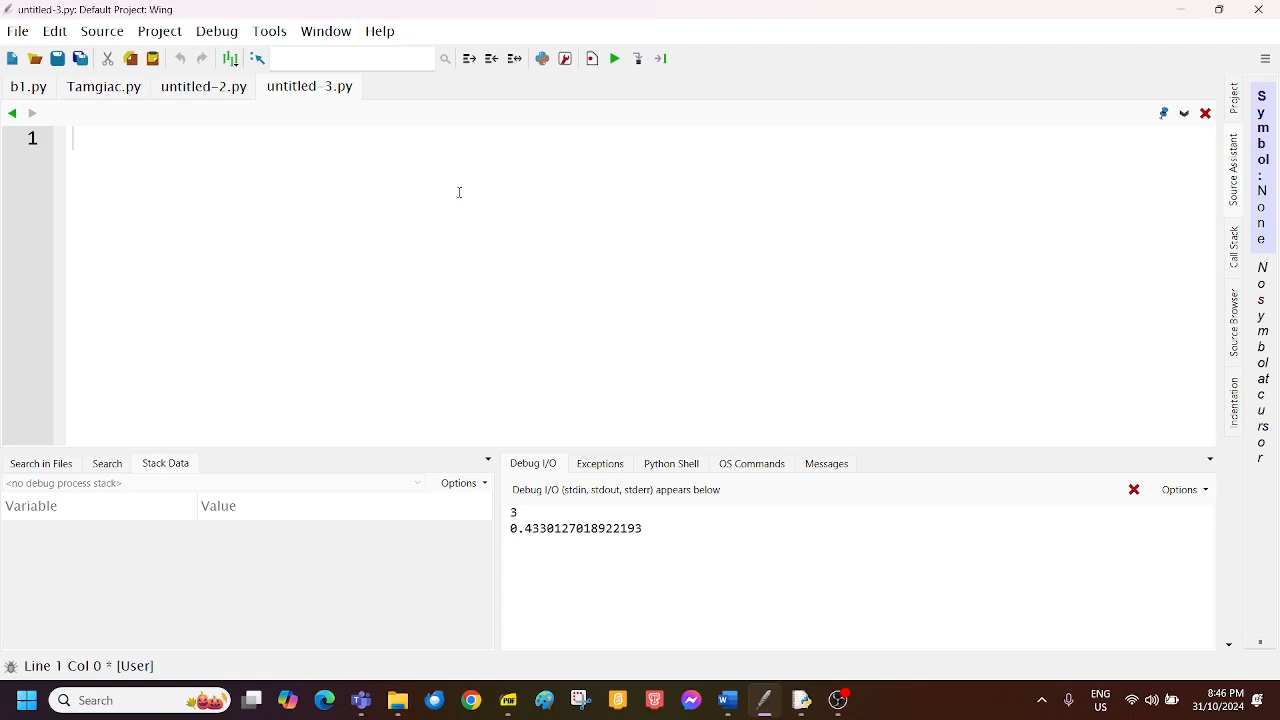 untitled-3.py: Default Project: Wing
File Edit Source Project Debug Tools Window Help
b1.py Tamgiac.py untitled-2.py untitled-3.py
1
Project
Source Assistant
Call Stack
Source Browser
Indentation
Symbol: None
No symbol at cursor
Search in Files Search Stack Data
<no debug process stack> Options
Variable Value
Debug I/O Exceptions Python Shell OS Commands Messages
Debug I/O (stdin, stdout, stderr) appears below Options
3
0.4330127018922193
Line 1 Col 0 * [User]
Search
PDF
ENG
US
8:46 PM
31/10/2024